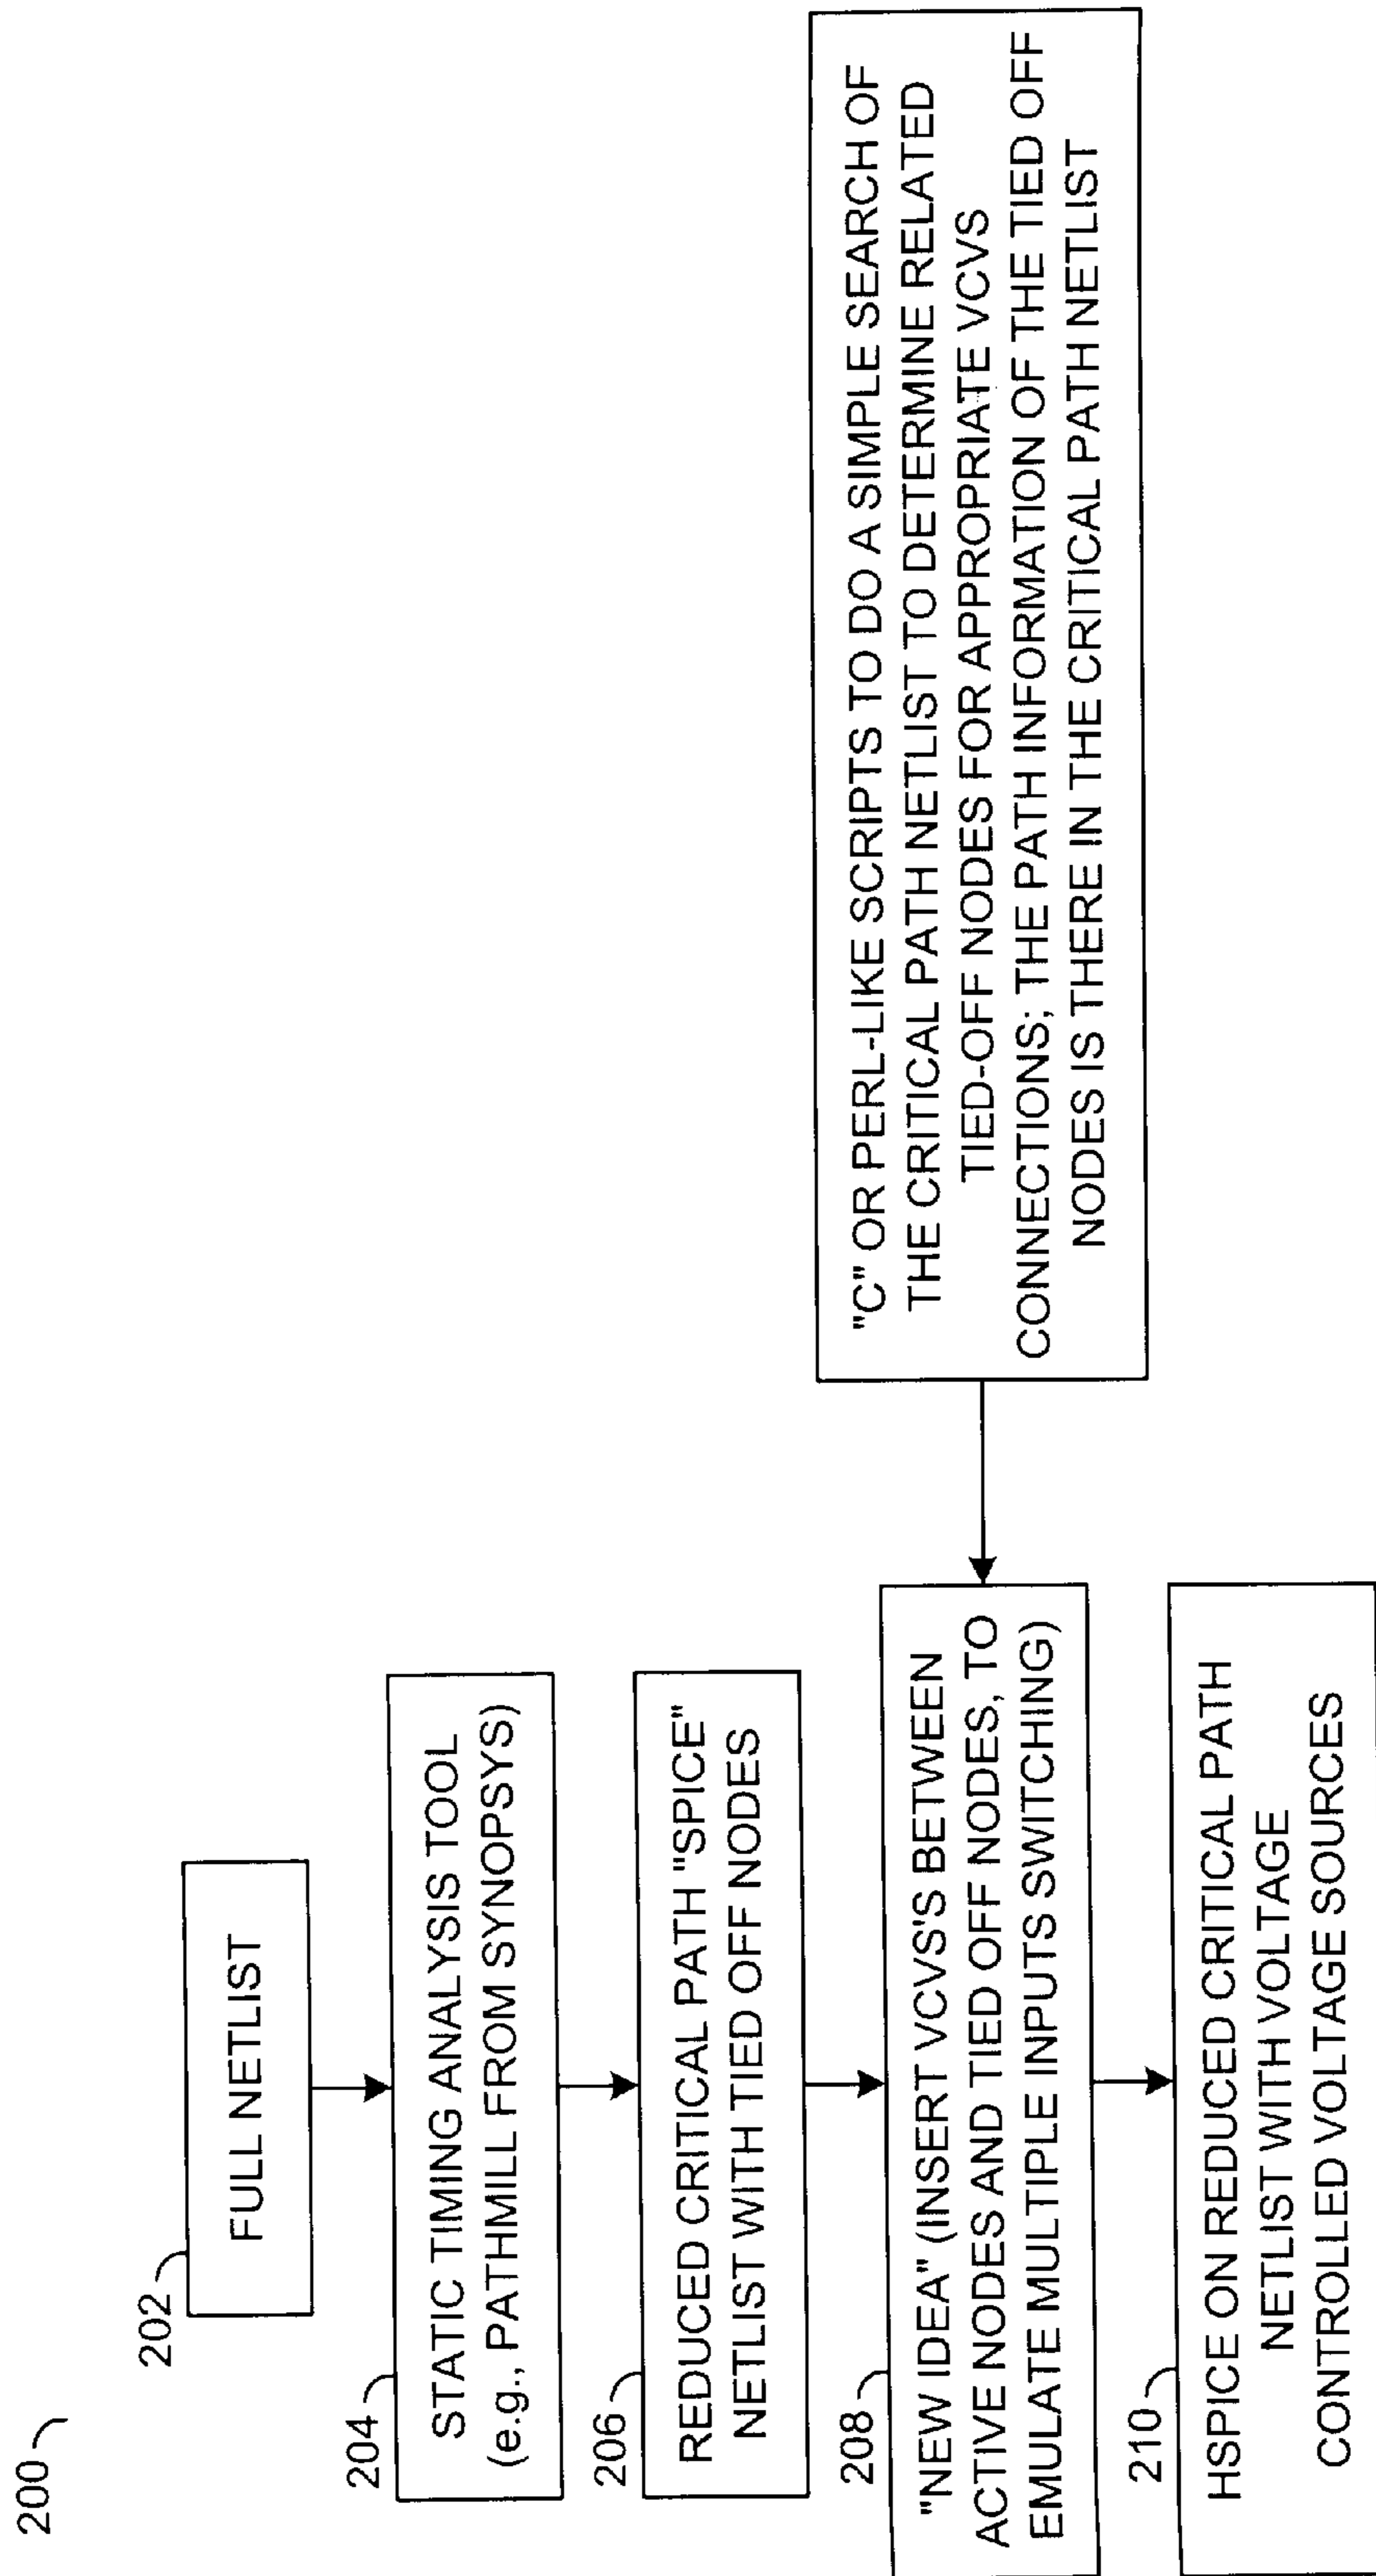 200
202
FULL NETLIST
204
STATIC TIMING ANALYSIS TOOL
(e.g., PATHMILL FROM SYNOPSYS)
206
REDUCED CRITICAL PATH "SPICE"
NETLIST WITH TIED OFF NODES
208
"NEW IDEA" (INSERT VCVS'S BETWEEN
ACTIVE NODES AND TIED OFF NODES, TO
EMULATE MULTIPLE INPUTS SWITCHING)
"C" OR PERL-LIKE SCRIPTS TO DO A SIMPLE SEARCH OF
THE CRITICAL PATH NETLIST TO DETERMINE RELATED
TIED-OFF NODES FOR APPROPRIATE VCVS
CONNECTIONS; THE PATH INFORMATION OF THE TIED OFF
NODES IS THERE IN THE CRITICAL PATH NETLIST
210
HSPICE ON REDUCED CRITICAL PATH
NETLIST WITH VOLTAGE
CONTROLLED VOLTAGE SOURCES